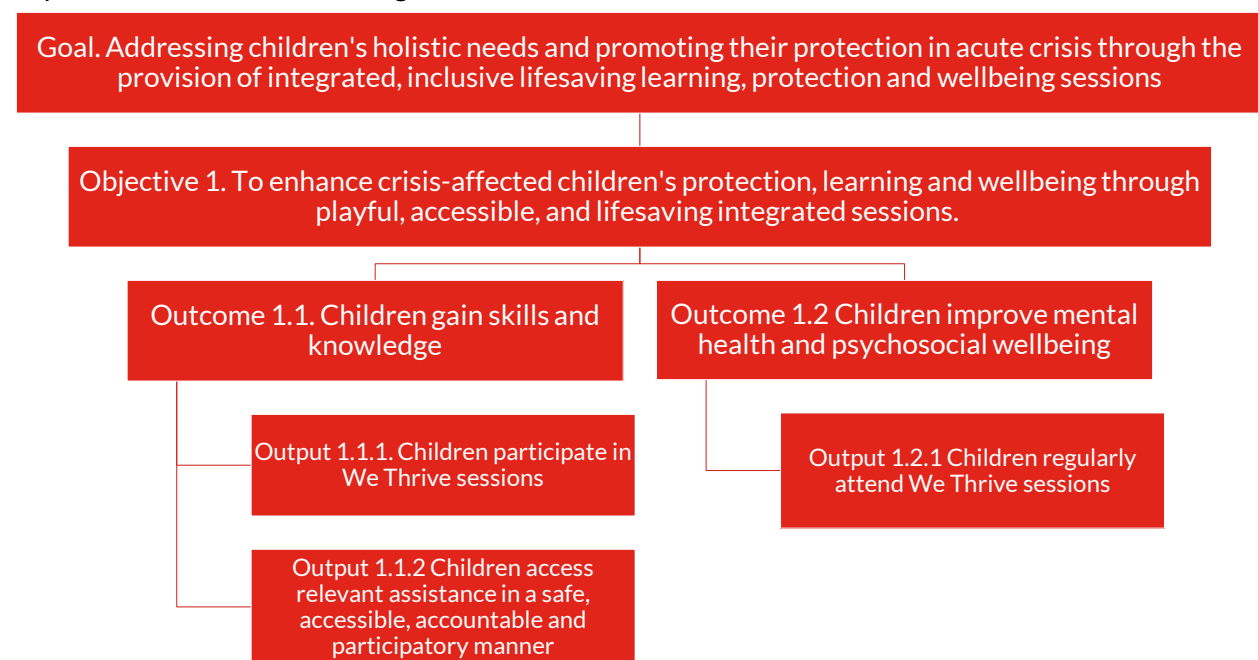 Goal. Addressing children's holistic needs and promoting their protection in acute crisis through the
provision of integrated, inclusive lifesaving learning, protection and wellbeing sessions
Objective 1. To enhance crisis-affected children's protection, learning and wellbeing through
playful, accessible, and lifesaving integrated sessions.
Outcome 1.1. Children gain skills and
knowledge
Outcome 1.2 Children improve mental
health and psychosocial wellbeing
Output 1.1.1. Children participate in
We Thrive sessions
Output 1.2.1 Children regularly
attend We Thrive sessions
Output 1.1.2 Children access
relevant assistance in a safe,
accessible, accountable and
participatory manner